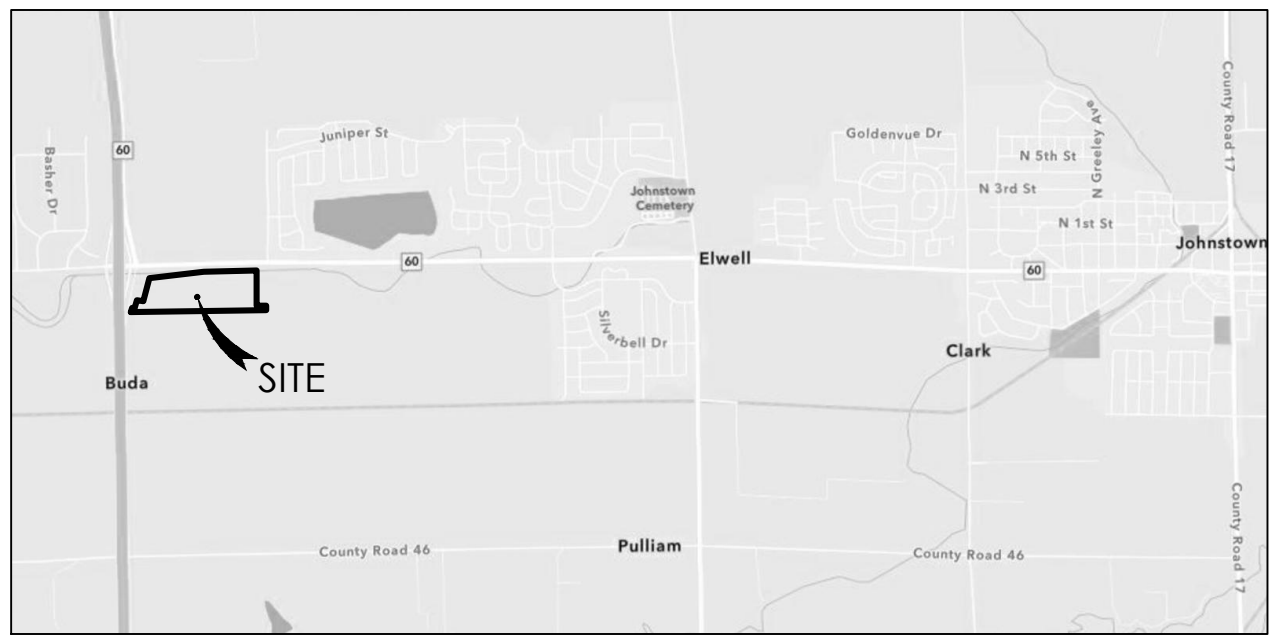 County Road 17
N Greeley Ave
Juniper St
Goldenvue Dr
60
N 5th St
Basher Dr
N 3rd St
Johnstown
Cemetery
N 1st St
Johnstown
Elwell
60
60
Silverbell Dr
Clark
SITE
Buda
County Road 17
Pulliam
County Road 46
County Road 46